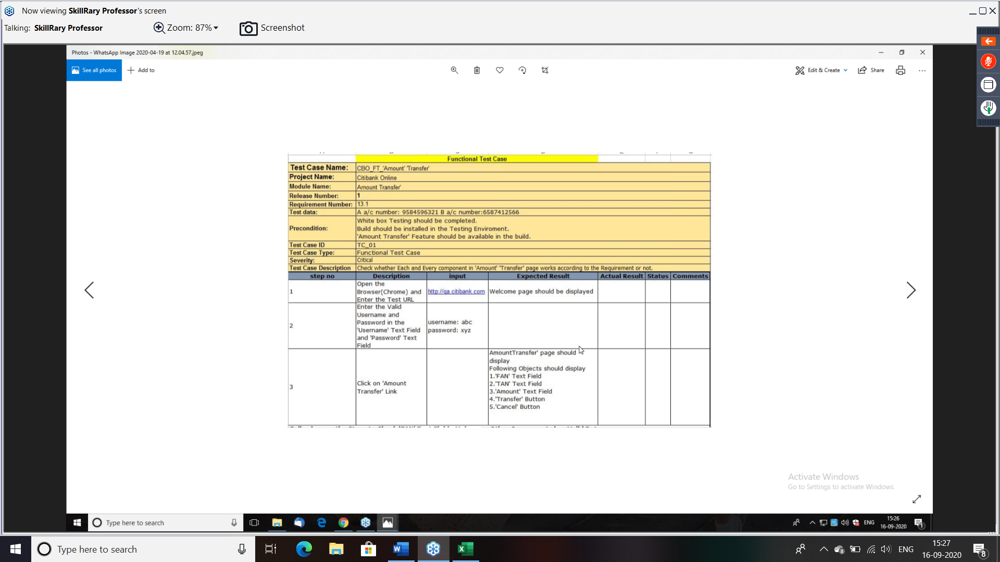 Now viewing SkillRary Professor's screen
Talking: SkillRary Professor
Zoom: 87%
Screenshot
Photos - WhatsApp Image 2020-04-19 at 12.04.57.jpeg
See all photos
Add to
Edit & Create
Share
Functional Test Case
Test Case Name: CBO_FT_'Amount' 'Transfer'
Project Name: Citibank Online
Module Name: Amount Transfer'
Release Number: 1
Requirement Number: 13.1
Test data: A a/c number: 9584596321 B a/c number:6587412566
Precondition:
White box Testing should be completed.
Build should be installed in the Testing Enviroment.
'Amount Transfer' Feature should be available in the build.
Test Case ID TC_01
Test Case Type: Functional Test Case
Severity: Critical
Test Case Description Check whether Each and Every component in 'Amount' 'Transfer' page works according to the Requirement or not.
step no Description input Expected Result Actual Result Status Comments
1
Open the
Browser(Chrome) and
Enter the Test URL
http://qa.citibank.com
Welcome page should be displayed
2
Enter the Valid
Username and
Password in the
'Username' Text Field
and 'Password' Text
Field
username: abc
password: xyz
3
Click on 'Amount
Transfer' Link
AmountTransfer' page should
display
Following Objects should display
1.'FAN' Text Field
2.'TAN' Text Field
3.'Amount' Text Field
4.'Transfer' Button
5.'Cancel' Button
Activate Windows
Go to Settings to activate Windows.
Type here to search
ENG
15:26
16-09-2020
1
Type here to search
ENG
15:27
16-09-2020
8